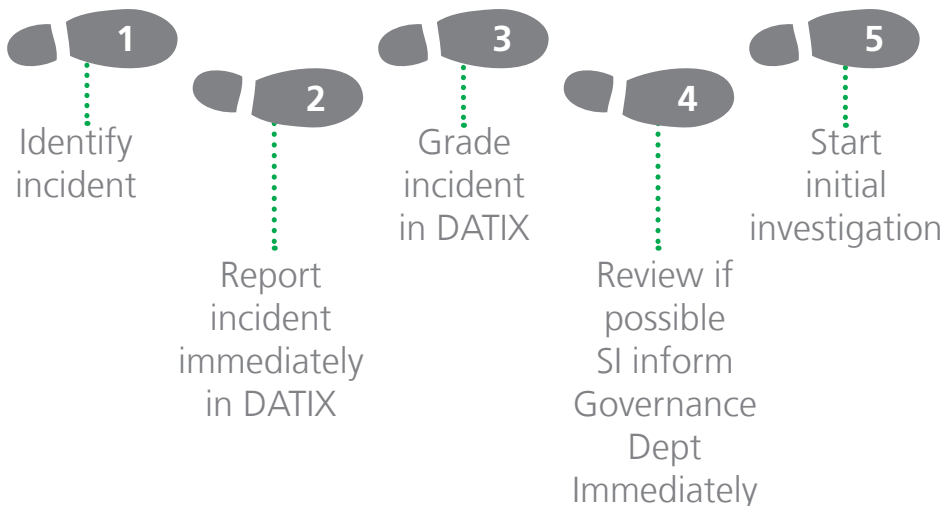 1
Identify
incident
2
Report
incident
immediately
in DATIX
3
Grade
incident
in DATIX
4
Review if
possible
SI inform
Governance
Dept
Immediately
5
Start
initial
investigation